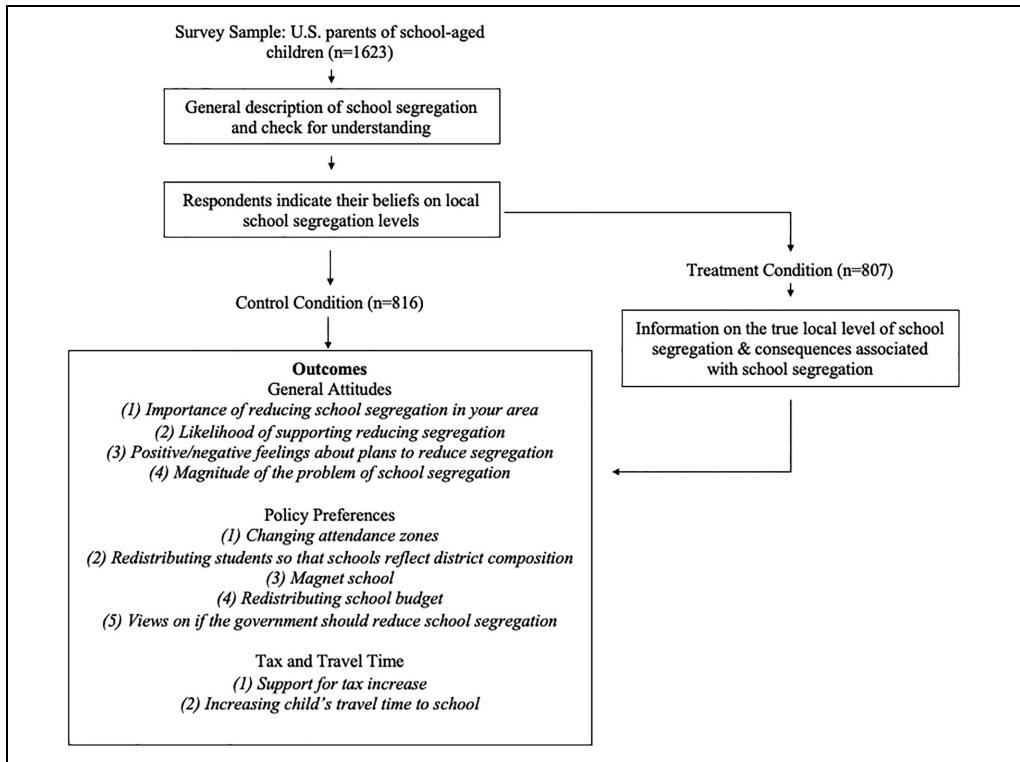 Survey Sample: U.S. parents of school-aged
children (n=1623)
General description of school segregation
and check for understanding
Respondents indicate their beliefs on local
school segregation levels
Treatment Condition (n=807)
Control Condition (n=816)
Information on the true local level of school
segregation & consequences associated
with school segregation
Outcomes
General Attitudes
(1) Importance of reducing school segregation in your area
(2) Likelihood of supporting reducing segregation
(3) Positive/negative feelings about plans to reduce segregation
(4) Magnitude of the problem of school segregation
Policy Preferences
(1) Changing attendance zones
(2) Redistributing students so that schools reflect district composition
(3) Magnet school
(4) Redistributing school budget
(5) Views on if the government should reduce school segregation
Tax and Travel Time
(1) Support for tax increase
(2) Increasing child's travel time to school